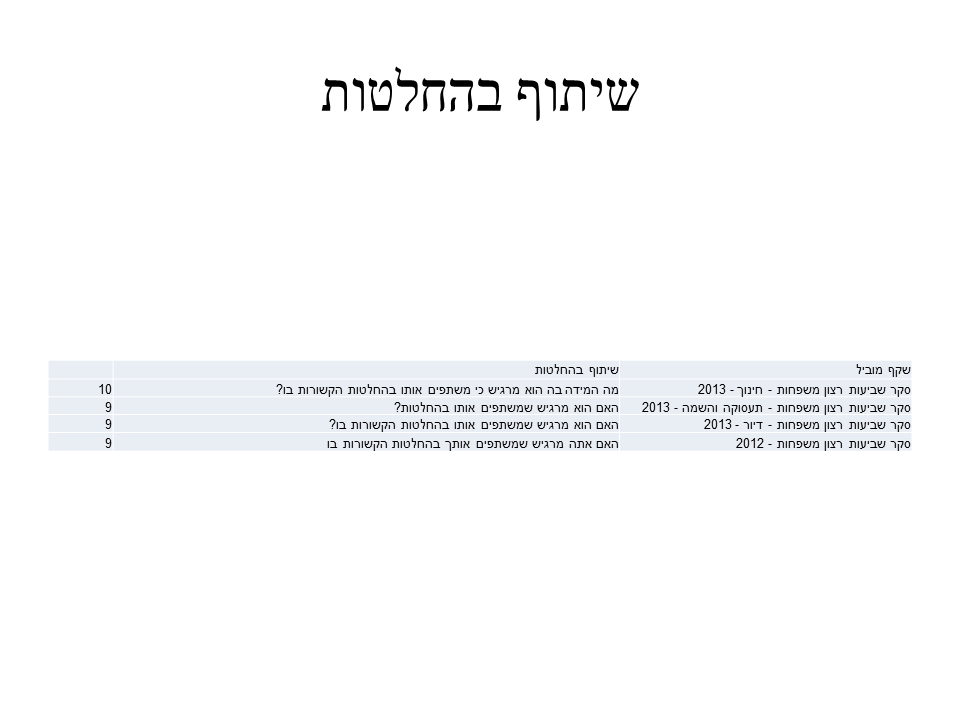 שיתוף בהחלטות
שקף מוביל שיתוף בההלטות
סקר שביעות רצון משפחות - חינוך - 2013 מה המידה בה הוא מרגיש כי משתפים אותו בהחלטות הקשורות בו? 10
סקר שביעות רצון משפחות - תעסוקה והשמה - 2013 האם הוא מרגיש שמשתפים אותו בהחלטות? 9
סקר שביעות רצון משפחות - דיור - 2013 האם הוא מרגיש שמשתפים אותו בהחלטות הקשורות בו? 9
סקר שביעות רצון משפחות - 2012 האם אתה מרגיש שמשתפים אותך בהחלטות הקשורות בו 9